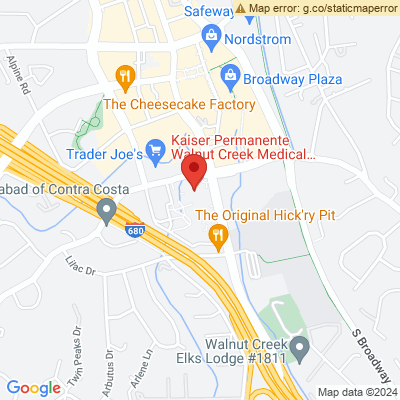 Map error: g.co/staticmaperror
Safeway
Nordstrom
Alpine Rd
Broadway Plaza
The Cheesecake Factory
Kaiser Permanente
Walnut Creek Medical...
Trader Joe's
abad of Contra Costa
The Original Hick'ry Pit
680
Lilac Dr
Walnut Creek
Elks Lodge #1811
S Broadway
Twin Peaks Dr
Arbutus Dr
Arlene Ln
Google
Map data ©2024